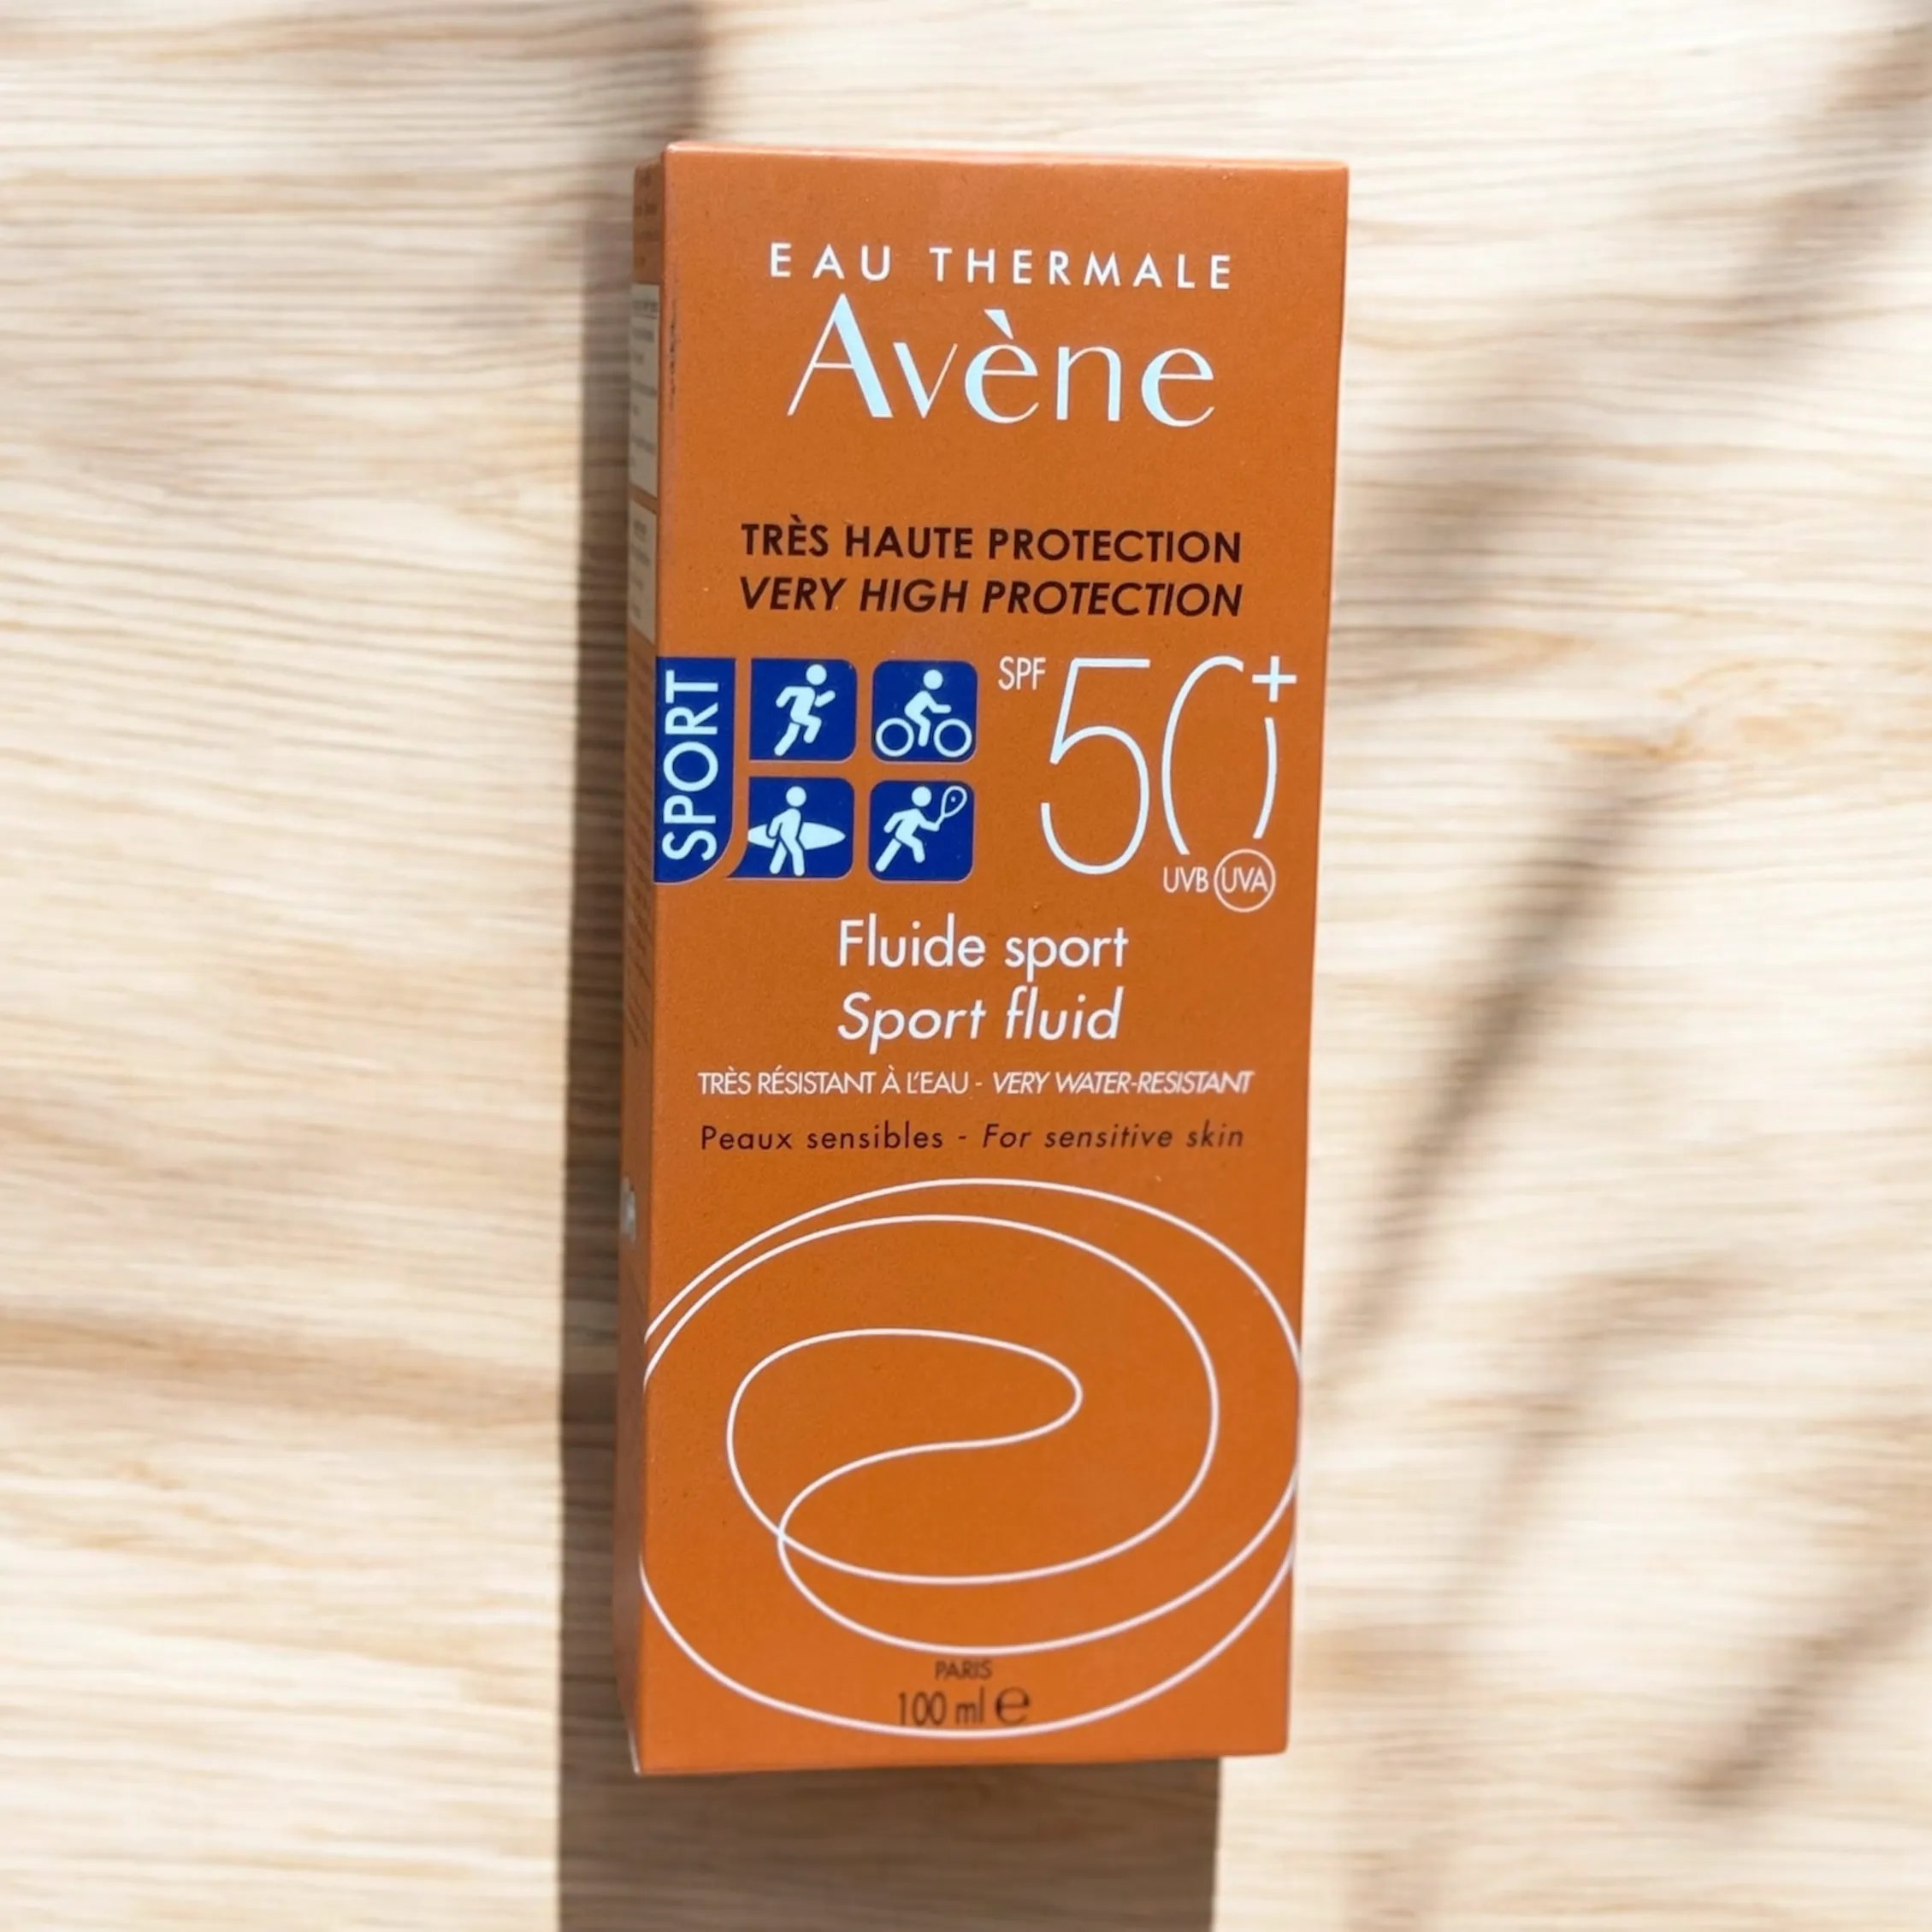 EAU THERMALE
Avène
TRÈS HAUTE PROTECTION
VERY HIGH PROTECTION
SPORT
SPF 50+
UVB UVA
Fluide sport
Sport fluid
TRÈS RÉSISTANT À L'EAU - VERY WATER-RESISTANT
Peaux sensibles - For sensitive skin
PARIS
100 ml e